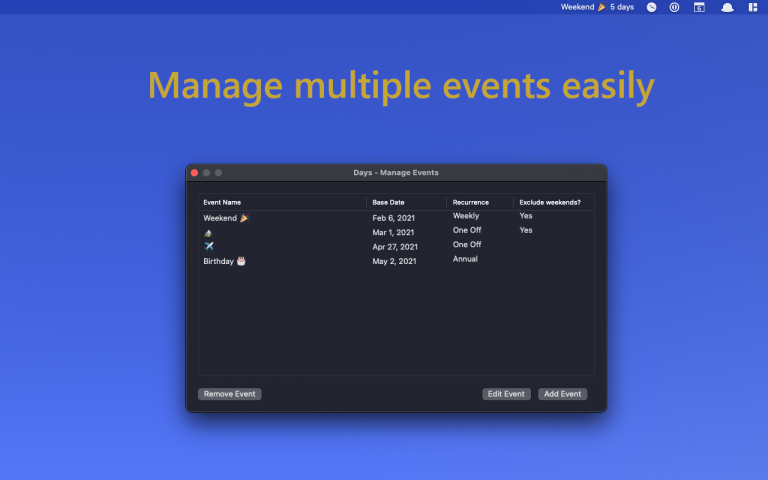 Weekend 🎉 5 days
Manage multiple events easily
Days - Manage Events
Event Name Base Date Recurrence Exclude weekends?
Weekend 🎉 Feb 6, 2021 Weekly Yes
🏔 Mar 1, 2021 One Off Yes
✈️ Apr 27, 2021 One Off
Birthday 🎂 May 2, 2021 Annual
Remove Event Edit Event Add Event